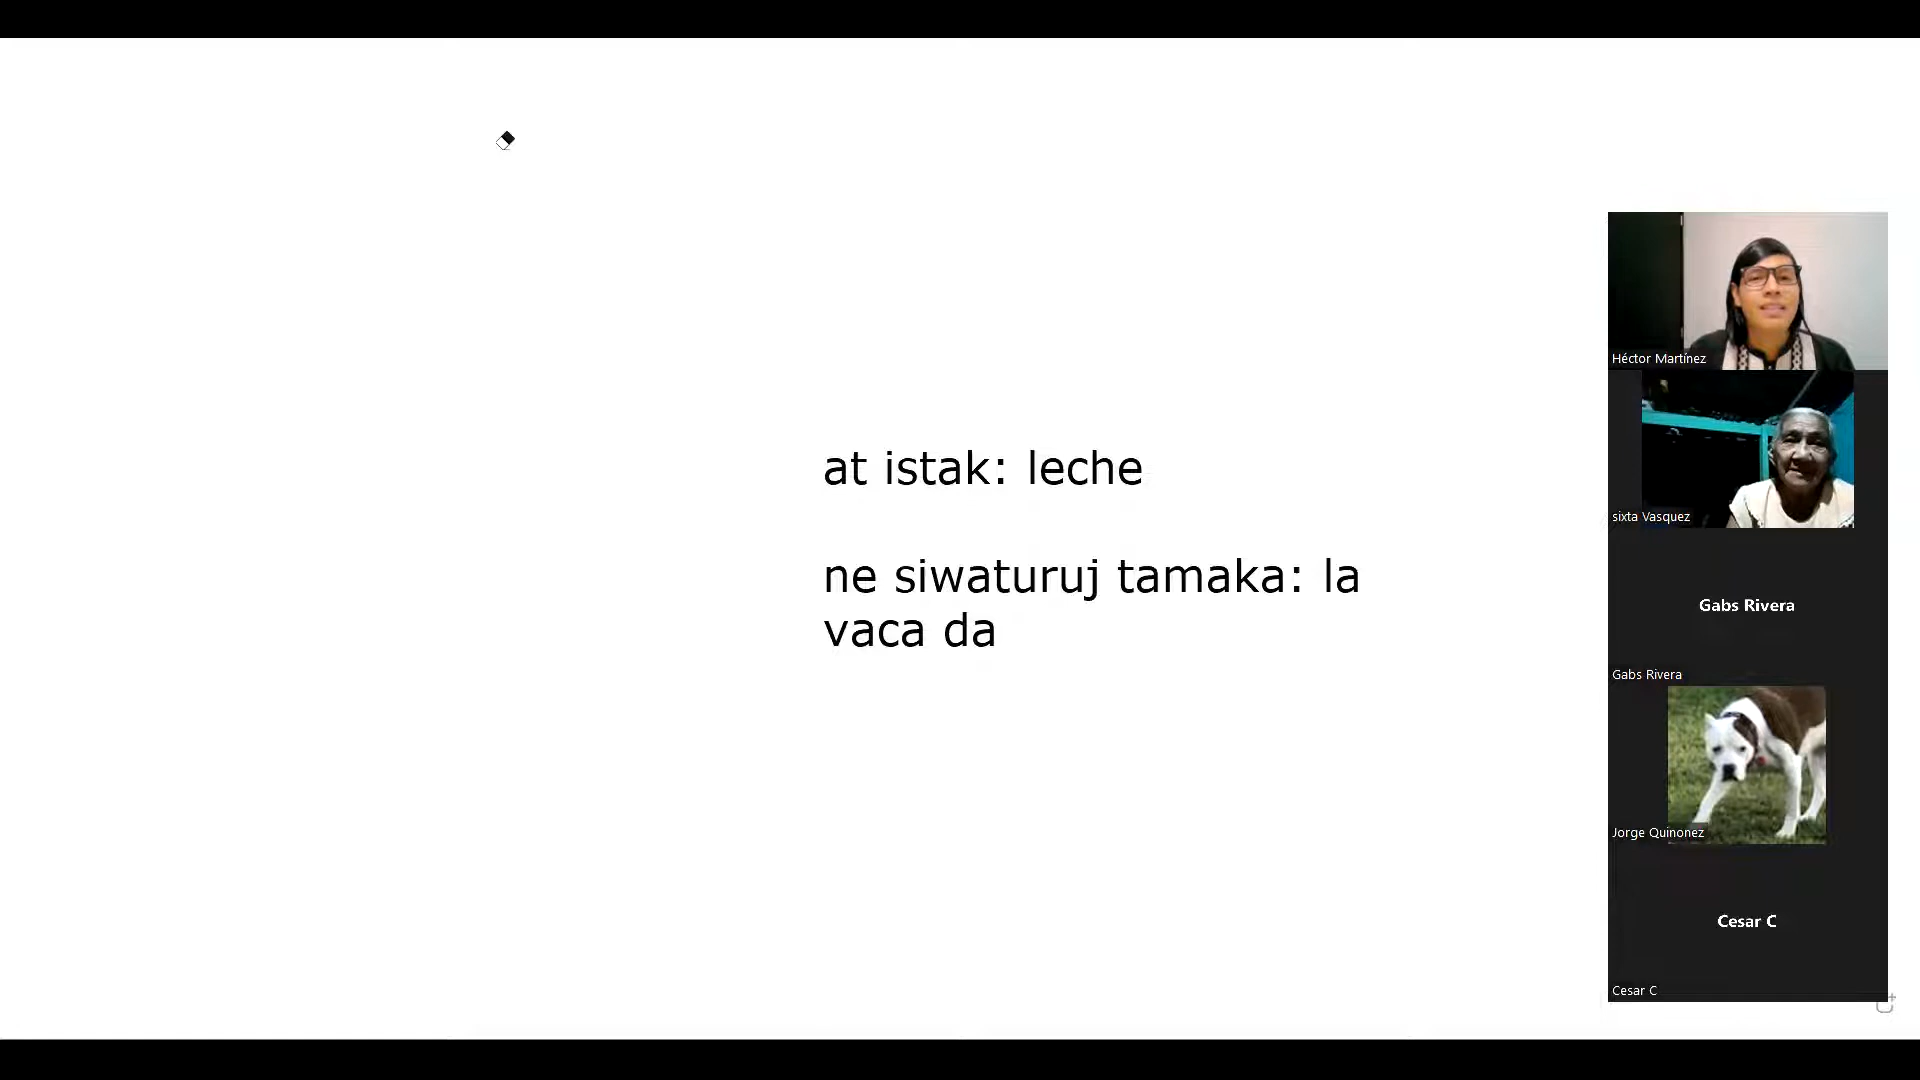 at istak: leche
ne siwaturuj tamaka: la
vaca da
Héctor Martínez
sixta Vasquez
Gabs Rivera
Gabs Rivera
Jorge Quinonez
Cesar C
Cesar C